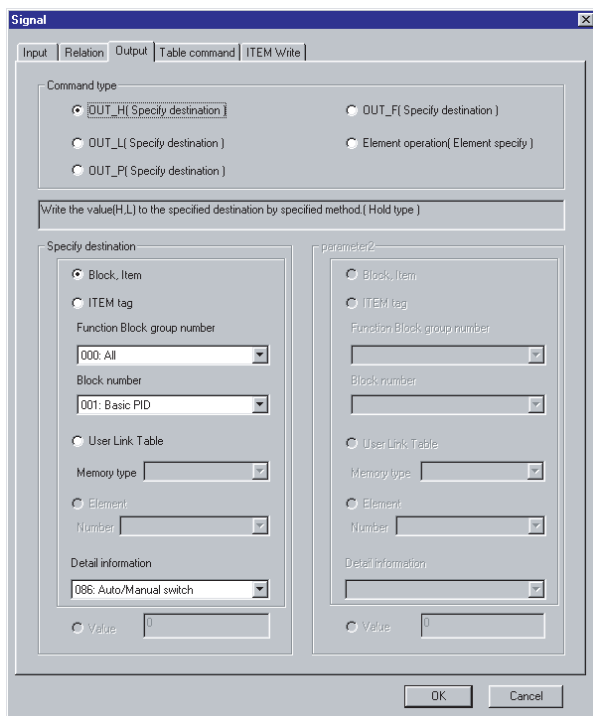 Signal
Input Relation Output Table command ITEM Write
Command type
OUT_H( Specify destination ) OUT_F( Specify destination )
OUT_L( Specify destination ) Element operation( Element specify )
OUT_P( Specify destination )
Write the value(H,L) to the specified destination by specified method.( Hold type )
Specify destination parameter2
Block, Item Block, Item
ITEM tag ITEM tag
Function Block group number Function Block group number
000: All
Block number Block number
001: Basic PID
User Link Table User Link Table
Memory type Memory type
Element Element
Number Number
Detail information Detail information
086: Auto/Manual switch
Value 0 Value 0
OK Cancel